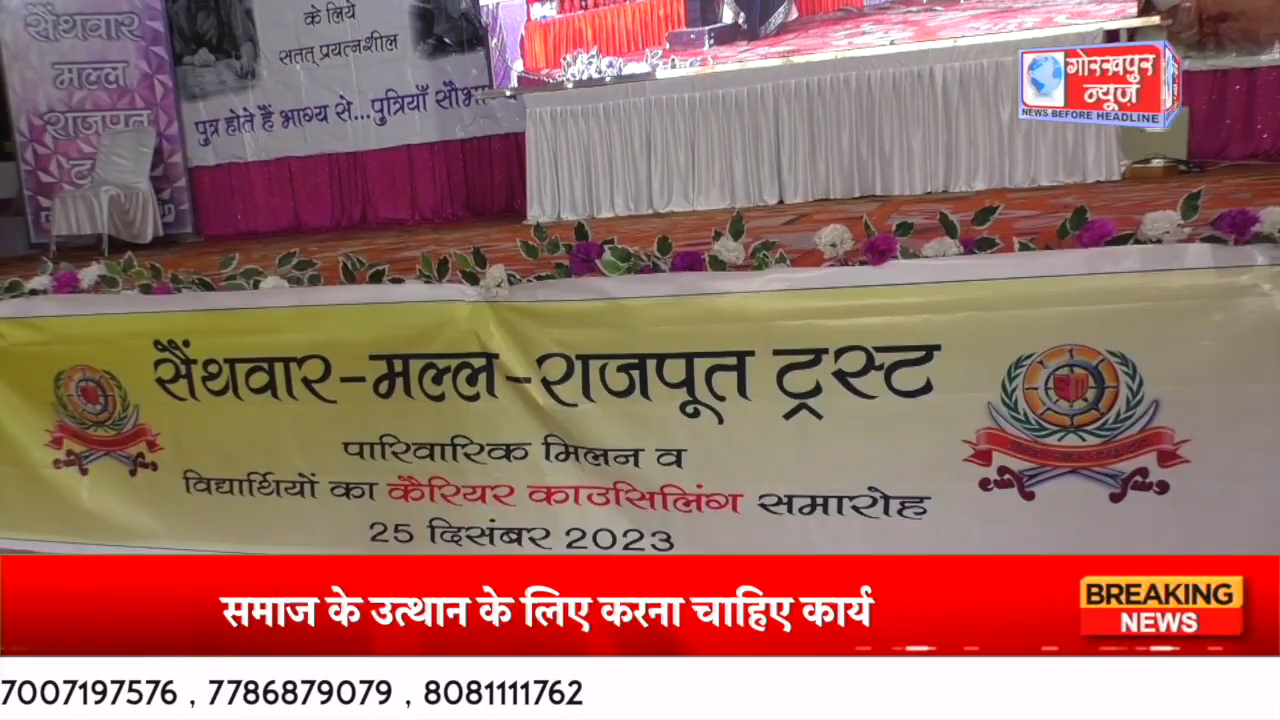 सैंथवार
मल्ल
राजपूत
के लिये
सतत् प्रयत्नशील
पुत्र होते हैं भाग्य से...पुत्रियाँ
गोरखपुर
न्यूज़
NEWS BEFORE HEADLINE
सैंथवार-मल्ल-राजपूत ट्रस्ट
पारिवारिक मिलन व
विद्यार्थियों का कैरियर काउसिलिंग समारोह
25 दिसंबर 2023
समाज के उत्थान के लिए करना चाहिए कार्य
BREAKING
NEWS
7007197576 , 7786879079 , 8081111762